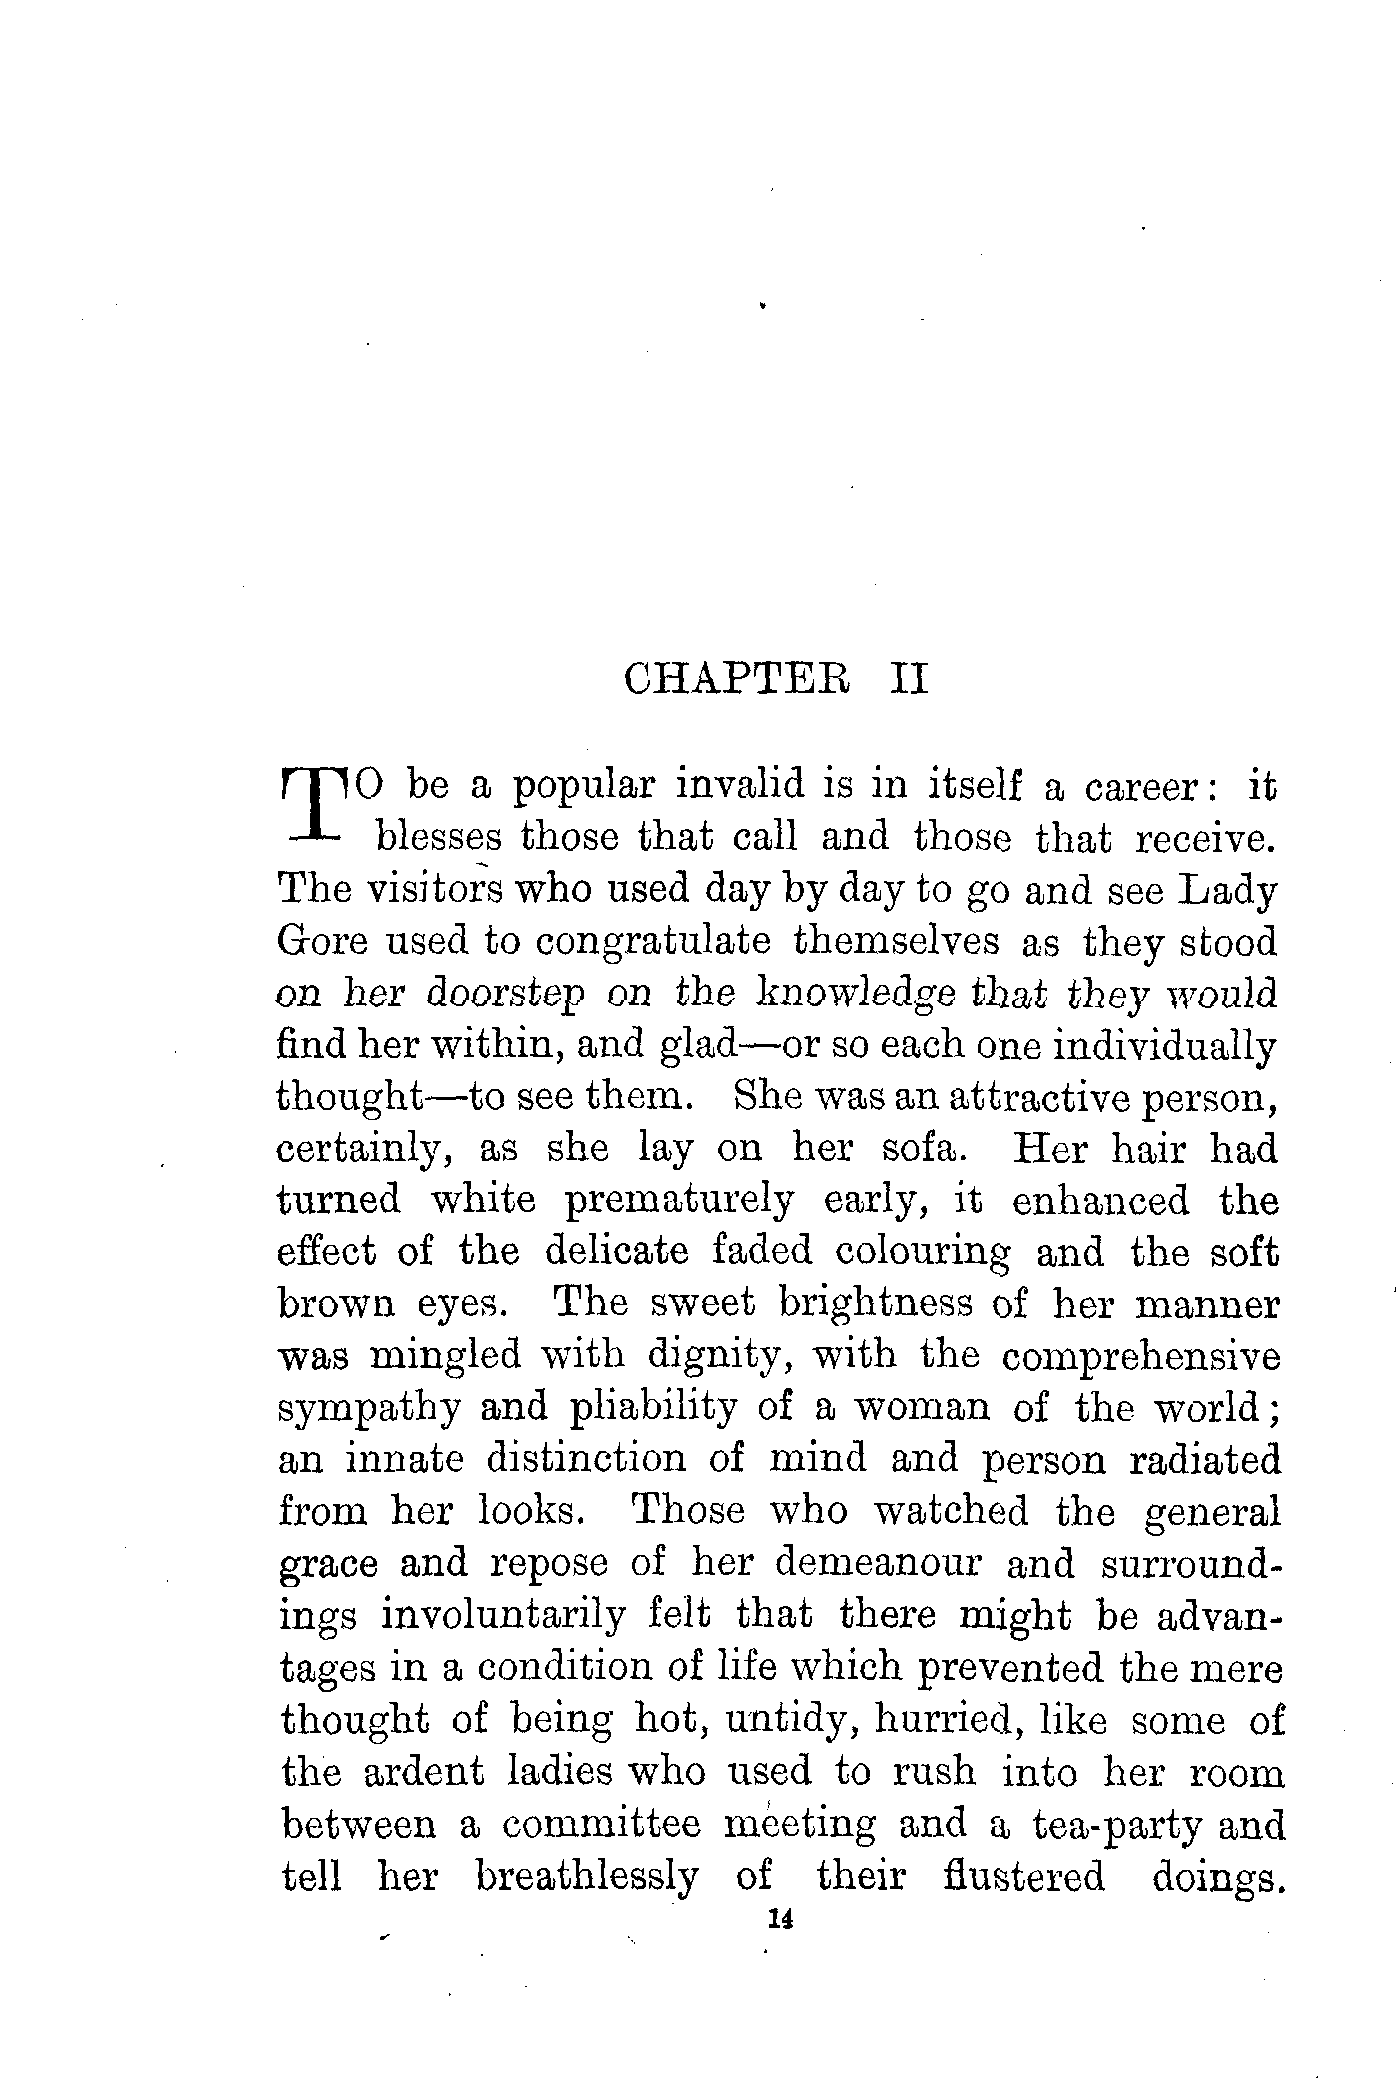 CHAPTER II
TO be a popular invalid is in itself a career: it
blesses those that call and those that receive.
The visitors who used day by day to go and see Lady
Gore used to congratulate themselves as they stood
on her doorstep on the knowledge that they would
find her within, and glad—or so each one individually
thought—to see them. She was an attractive person,
certainly, as she lay on her sofa. Her hair had
turned white prematurely early, it enhanced the
effect of the delicate faded colouring and the soft
brown eyes. The sweet brightness of her manner
was mingled with dignity, with the comprehensive
sympathy and pliability of a woman of the world;
an innate distinction of mind and person radiated
from her looks. Those who watched the general
grace and repose of her demeanour and surround-
ings involuntarily felt that there might be advan-
tages in a condition of life which prevented the mere
thought of being hot, untidy, hurried, like some of
the ardent ladies who used to rush into her room
between a committee meeting and a tea-party and
tell her breathlessly of their flustered doings.
14